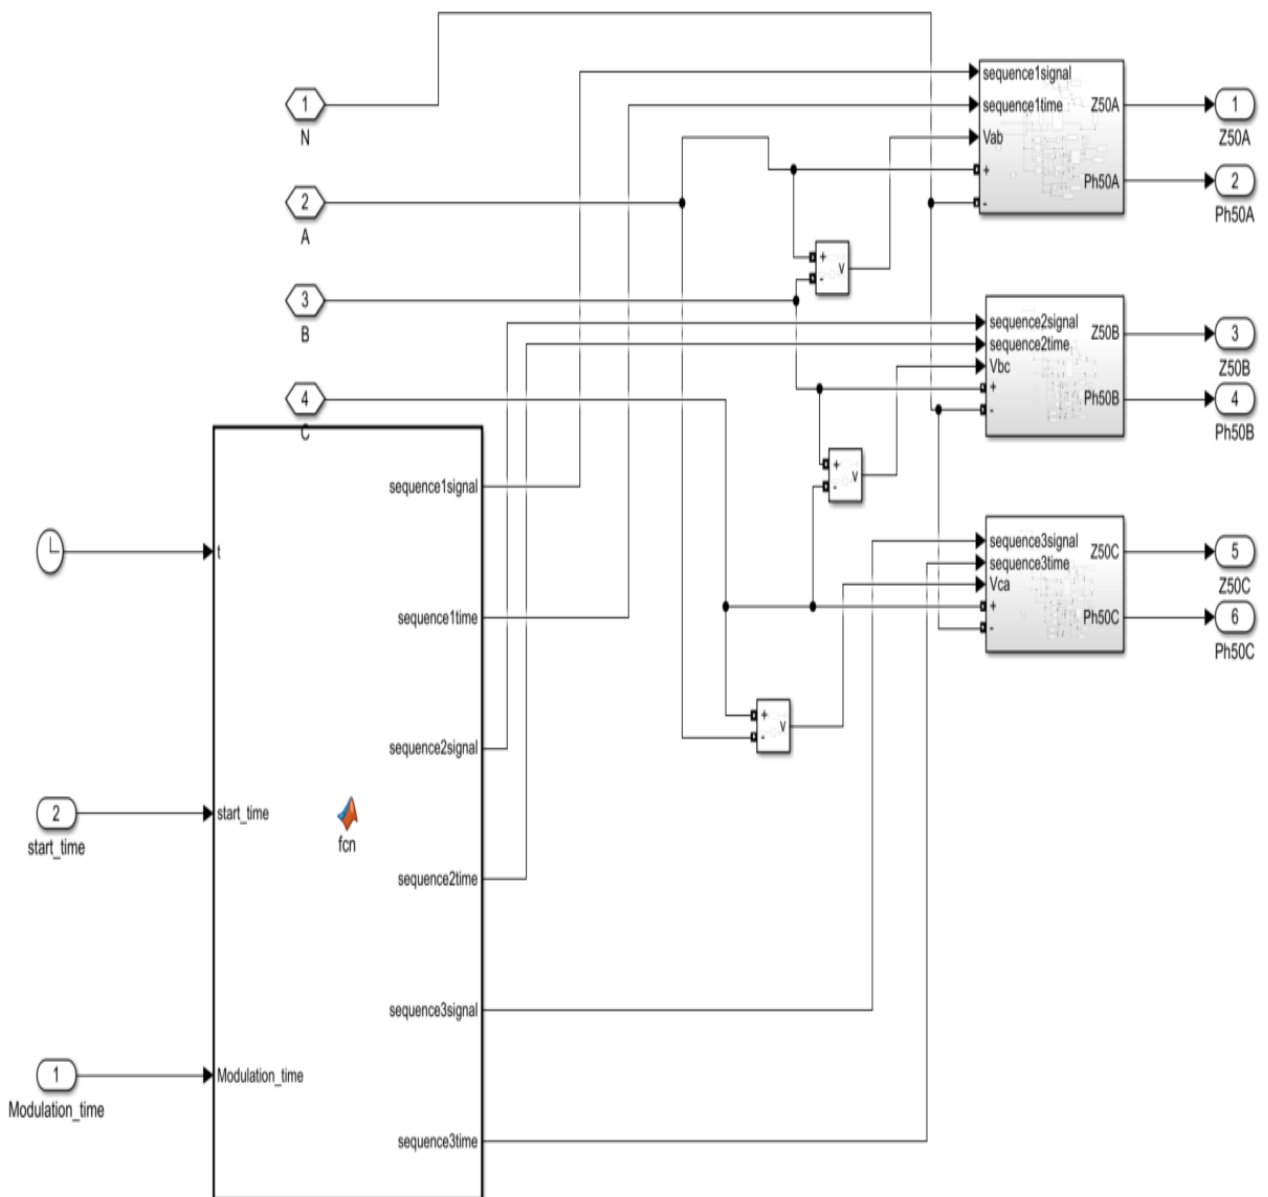 1
N
2
A
3
B
4
C
t
start_time
Modulation_time
2
start_time
1
Modulation_time
fcn
sequence1signal
sequence1time
sequence2signal
sequence2time
sequence3signal
sequence3time
+
-
v
+
-
v
+
-
v
sequence1signal
sequence1time
Vab
+
-
Z50A
Ph50A
1
Z50A
2
Ph50A
sequence2signal
sequence2time
Vbc
+
-
Z50B
Ph50B
3
Z50B
4
Ph50B
sequence3signal
sequence3time
Vca
+
-
Z50C
Ph50C
5
Z50C
6
Ph50C